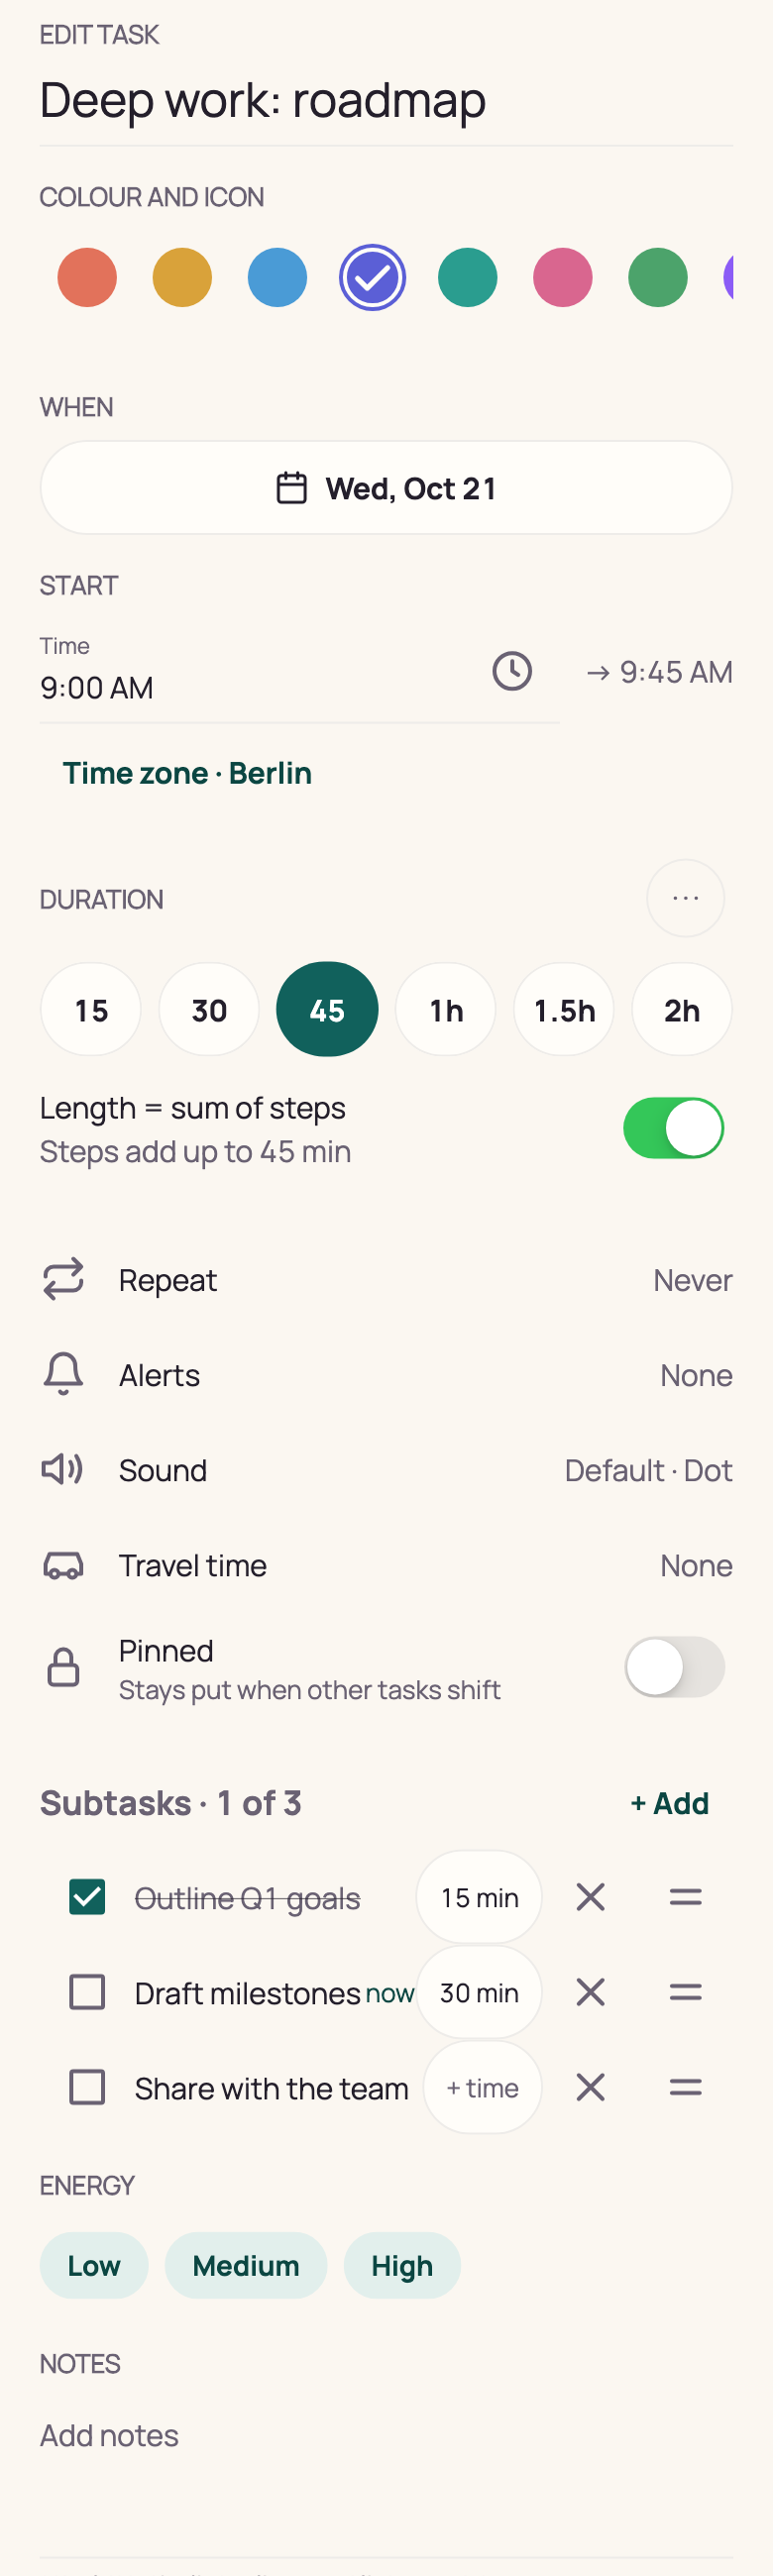 EDIT TASK
Deep work: roadmap
COLOUR AND ICON
WHEN
Wed, Oct 21
START
Time
9:00 AM
→ 9:45 AM
Time zone · Berlin
DURATION
...
15 30 45 1h 1.5h 2h
Length = sum of steps
Steps add up to 45 min
Repeat Never
Alerts None
Sound Default · Dot
Travel time None
Pinned
Stays put when other tasks shift
Subtasks · 1 of 3 + Add
Outline Q1 goals 15 min
Draft milestones now 30 min
Share with the team + time
ENERGY
Low Medium High
NOTES
Add notes